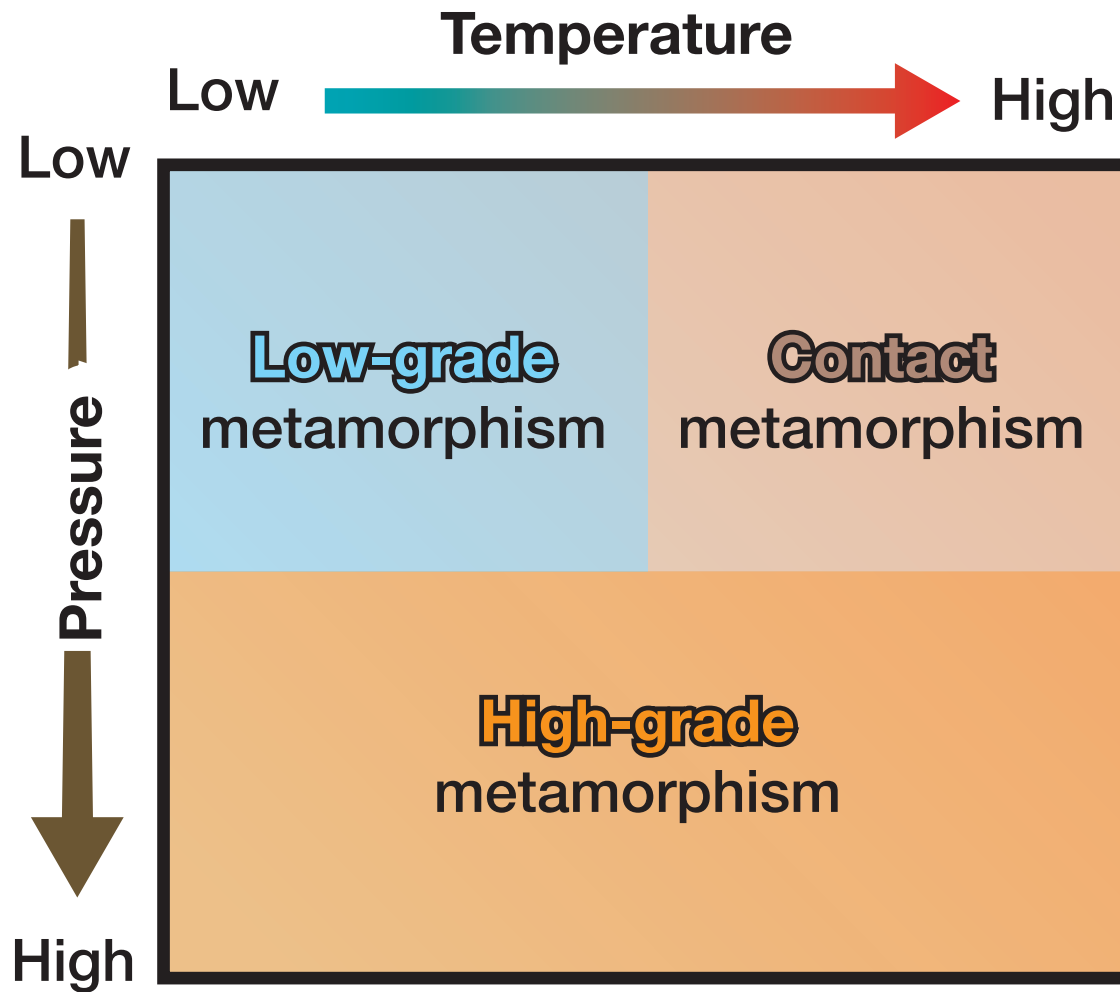 Temperature
Low
High
Low
Pressure
High
Low-grade
metamorphism
Contact
metamorphism
High-grade
metamorphism